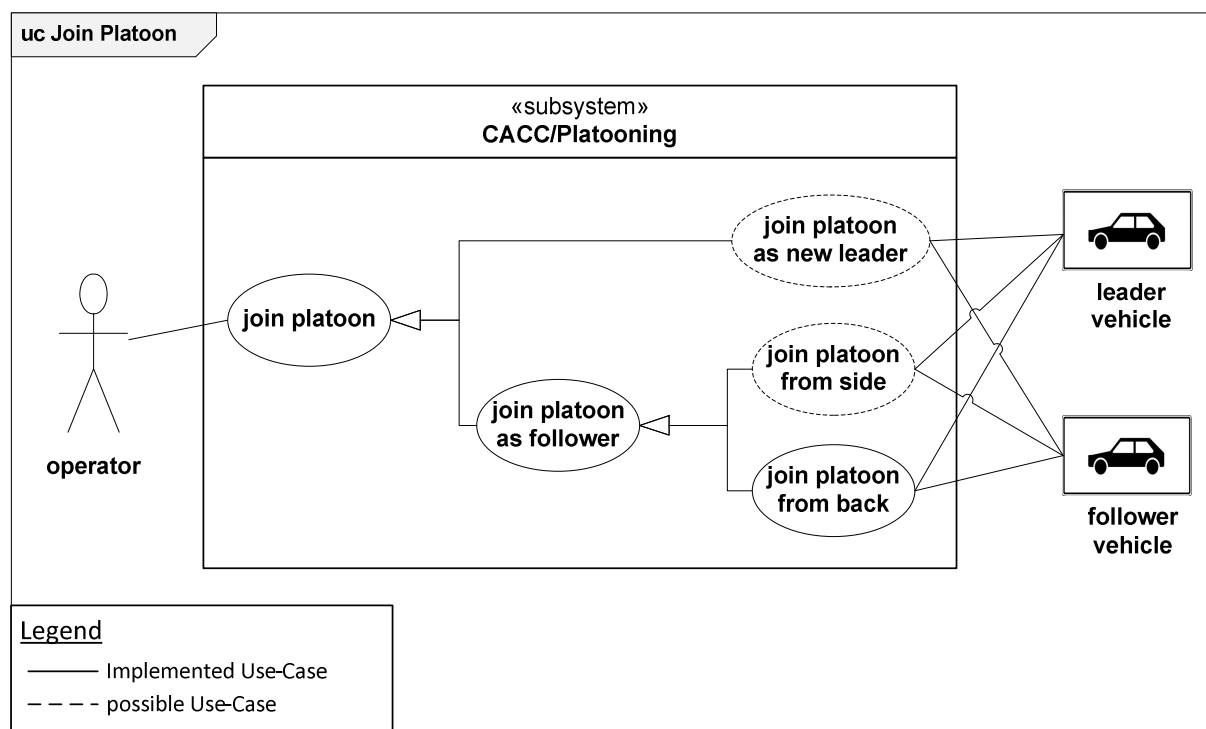 uc Join Platoon
«subsystem»
CACC/Platooning
join platoon
as new leader
leader
vehicle
join platoon
join platoon
from side
join platoon
as follower
operator
join platoon
from back
follower
vehicle
Legend
Implemented Use-Case
possible Use-Case